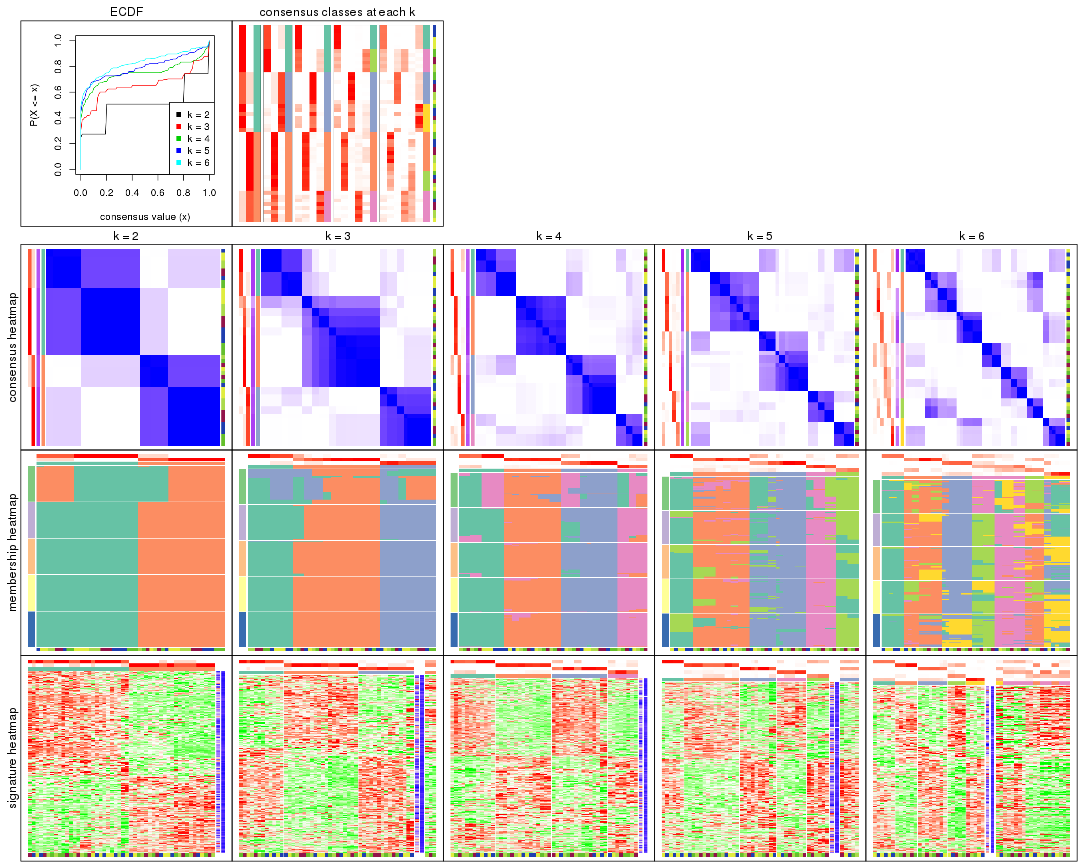 ECDF
consensus classes at each k
P(X <= x)
0.0 0.2 0.4 0.6 0.8 1.0
k = 2
k = 3
k = 4
k = 5
k = 6
0.0 0.2 0.4 0.6 0.8 1.0
consensus value (x)
k = 2
k = 3
k = 4
k = 5
k = 6
consensus heatmap
membership heatmap
signature heatmap